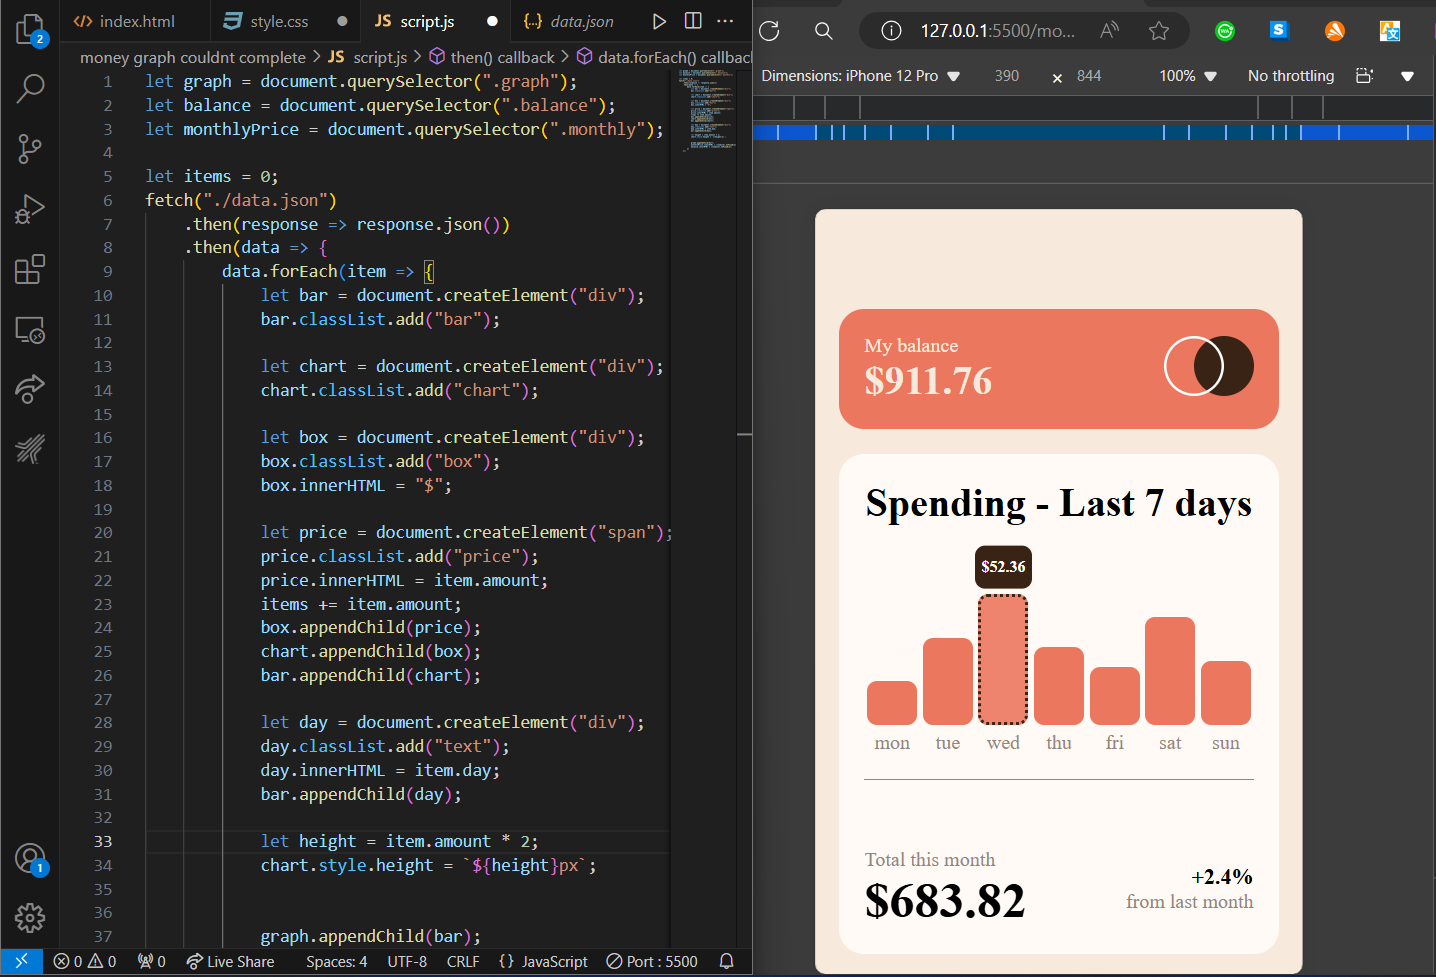 index.html
style.css
script.js
data.json
money graph couldnt complete > JS script.js > then() callback > data.forEach() callbac
1 let graph = document.querySelector(".graph");
2 let balance = document.querySelector(".balance");
3 let monthlyPrice = document.querySelector(".monthly");
4
5 let items = 0;
6 fetch("./data.json")
7 .then(response => response.json())
8 .then(data => {
9 data.forEach(item => {
10 let bar = document.createElement("div");
11 bar.classList.add("bar");
12
13 let chart = document.createElement("div");
14 chart.classList.add("chart");
15
16 let box = document.createElement("div");
17 box.classList.add("box");
18 box.innerHTML = "$";
19
20 let price = document.createElement("span");
21 price.classList.add("price");
22 price.innerHTML = item.amount;
23 items += item.amount;
24 box.appendChild(price);
25 chart.appendChild(box);
26 bar.appendChild(chart);
27
28 let day = document.createElement("div");
29 day.classList.add("text");
30 day.innerHTML = item.day;
31 bar.appendChild(day);
32
33 let height = item.amount * 2;
34 chart.style.height = `${height}px`;
35
36
37 graph.appendChild(bar);
2
1
0 0 0 Live Share Spaces: 4 UTF-8 CRLF {} JavaScript Port : 5500
127.0.0.1:5500/mo...
Dimensions: iPhone 12 Pro 390 x 844 100% No throttling
My balance
$911.76
Spending - Last 7 days
$52.36
mon tue wed thu fri sat sun
Total this month
$683.82
+2.4%
from last month